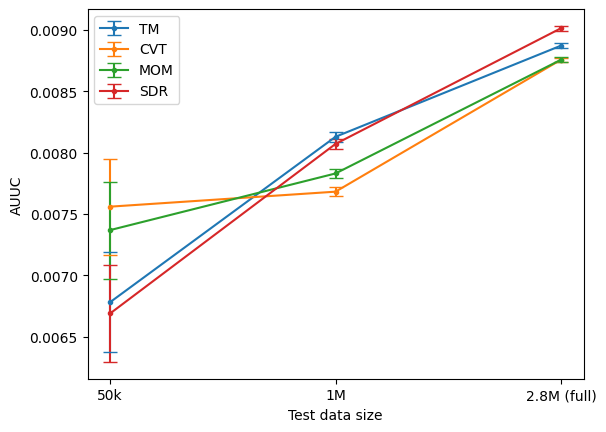 TM
CVT
MOM
SDR
AUUC
0.0090
0.0085
0.0080
0.0075
0.0070
0.0065
50k
1M
2.8M (full)
Test data size